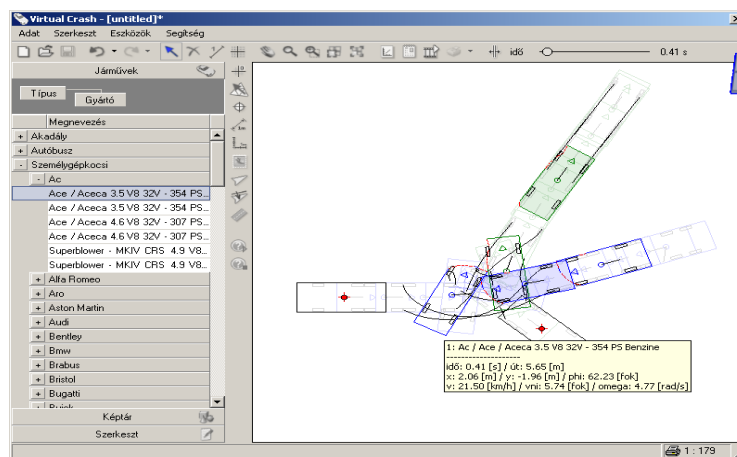 Virtual Crash - [untitled]*
Adat Szerkeszt Eszközök Segítség
idő 0.41 s
Járművek
Típus
Gyártó
Megnevezés
Akadály
Autóbusz
Személygépkocsi
Ac
Ace / Aceca 3.5 V8 32V - 354 PS...
Ace / Aceca 3.5 V8 32V - 354 PS...
Ace / Aceca 4.6 V8 32V - 307 PS...
Ace / Aceca 4.6 V8 32V - 307 PS...
Superblower - MKIV CRS 4.9 V8...
Superblower - MKIV CRS 4.9 V8...
Alfa Romeo
Aro
Aston Martin
Audi
Bentley
Bmw
Brabus
Bristol
Bugatti
Buick
Képtár
Szerkeszt
1: Ac / Ace / Aceca 3.5 V8 32V - 354 PS Benzine
--------------------
idő: 0.41 [s] / út: 5.65 [m]
x: 2.06 [m] / y: -1.96 [m] / phi: 62.23 [fok]
v: 21.50 [km/h] / vni: 5.74 [fok] / omega: 4.77 [rad/s]
1 : 179